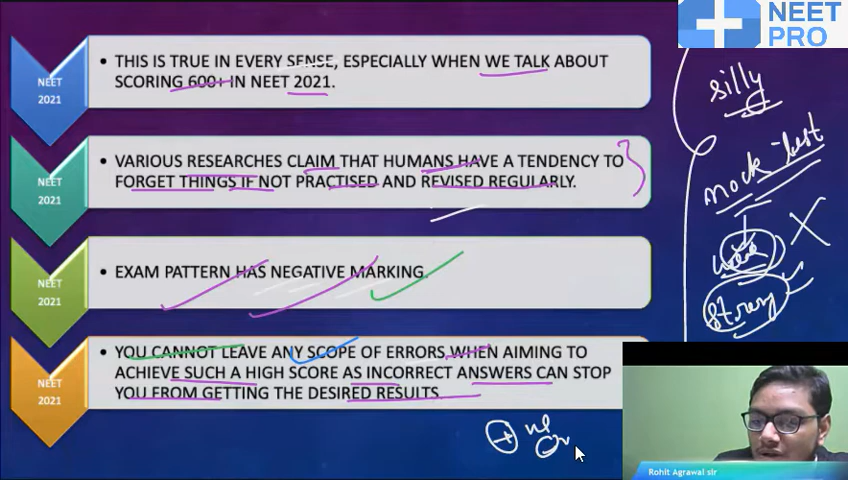 NEET
PRO
NEET
2021
• THIS IS TRUE IN EVERY SENSE, ESPECIALLY WHEN WE TALK ABOUT
SCORING 600+ IN NEET 2021.
NEET
2021
• VARIOUS RESEARCHES CLAIM THAT HUMANS HAVE A TENDENCY TO
FORGET THINGS IF NOT PRACTISED AND REVISED REGULARLY.
NEET
2021
• EXAM PATTERN HAS NEGATIVE MARKING.
NEET
2021
• YOU CANNOT LEAVE ANY SCOPE OF ERRORS WHEN AIMING TO
ACHIEVE SUCH A HIGH SCORE AS INCORRECT ANSWERS CAN STOP
YOU FROM GETTING THE DESIRED RESULTS.
silly
mock test
Rohit Agrawal sir